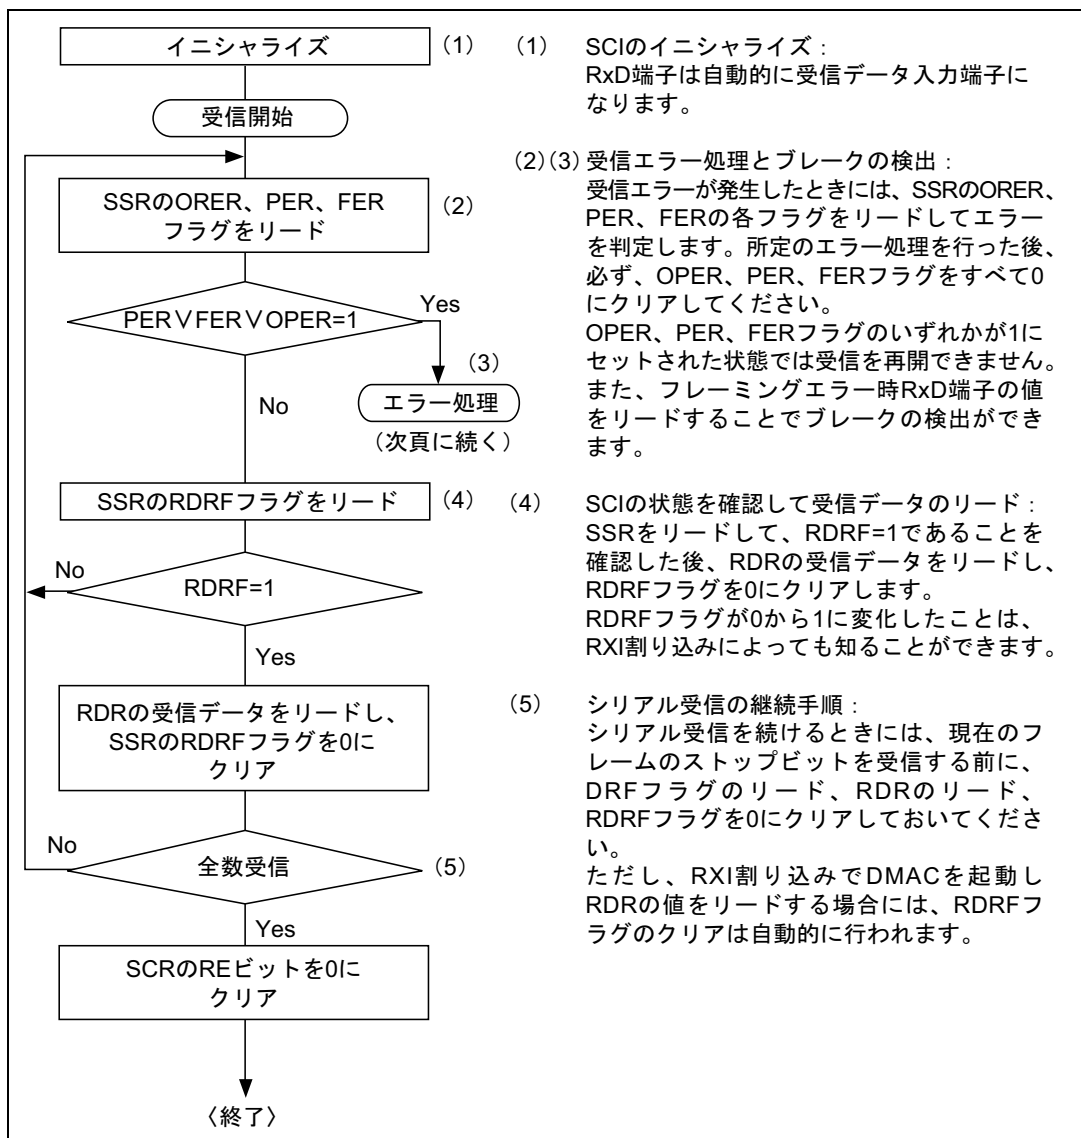 イニシャライズ (1)
受信開始
SSRのORER、PER、FER
フラグをリード
(2)
PER∨FER∨OPER=1
Yes
No
(3)
エラー処理
（次頁に続く）
SSRのRDRFフラグをリード (4)
No
RDRF=1
Yes
RDRの受信データをリードし、
SSRのRDRFフラグを0に
クリア
No
全数受信
(5)
Yes
SCRのREビットを0に
クリア
〈終了〉
(1) SCIのイニシャライズ：
RxD端子は自動的に受信データ入力端子に
なります。
(2)(3) 受信エラー処理とブレークの検出：
受信エラーが発生したときには、SSRのORER、
PER、FERの各フラグをリードしてエラー
を判定します。所定のエラー処理を行った後、
必ず、OPER、PER、FERフラグをすべて0
にクリアしてください。
OPER、PER、FERフラグのいずれかが1に
セットされた状態では受信を再開できません。
また、フレーミングエラー時RxD端子の値
をリードすることでブレークの検出ができ
ます。
(4) SCIの状態を確認して受信データのリード：
SSRをリードして、RDRF=1であることを
確認した後、RDRの受信データをリードし、
RDRFフラグを0にクリアします。
RDRFフラグが0から1に変化したことは、
RXI割り込みによっても知ることができます。
(5) シリアル受信の継続手順：
シリアル受信を続けるときには、現在のフ
レームのストップビットを受信する前に、
DRFフラグのリード、RDRのリード、
RDRFフラグを0にクリアしておいてくださ
い。
ただし、RXI割り込みでDMACを起動し
RDRの値をリードする場合には、RDRFフ
ラグのクリアは自動的に行われます。